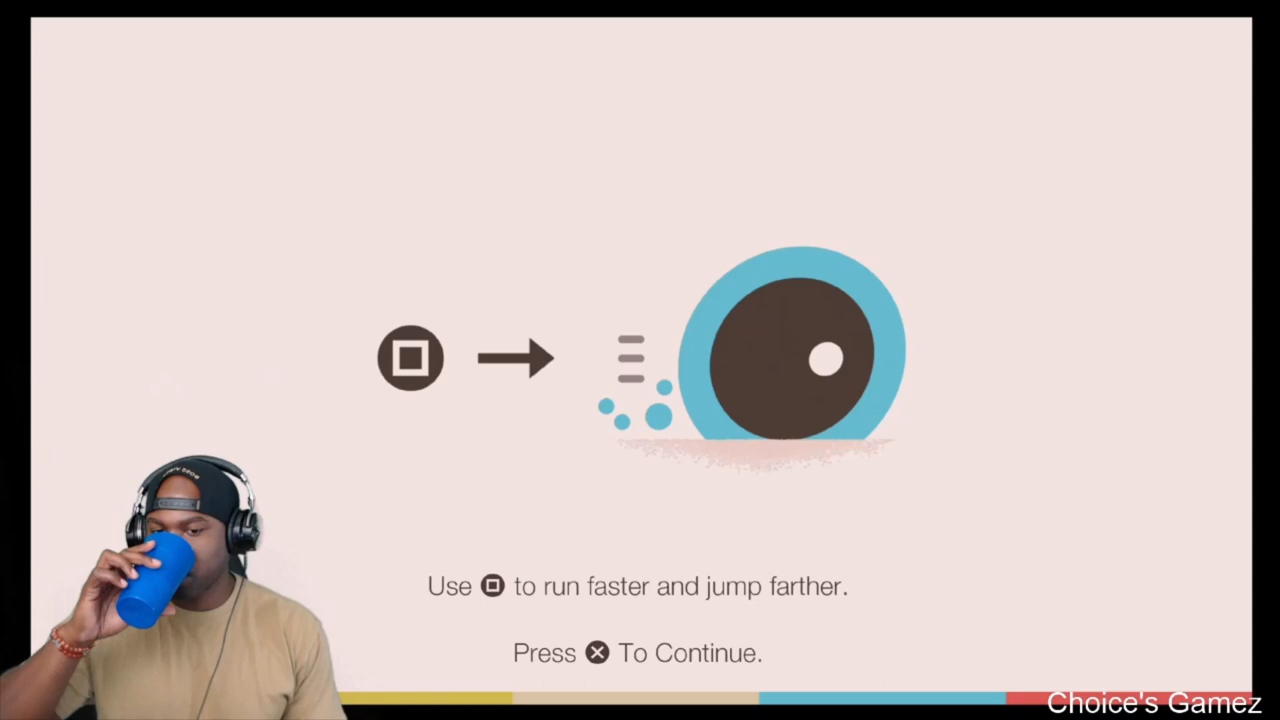 Use to run faster and jump farther.
Press To Continue.
Choice's Gamez